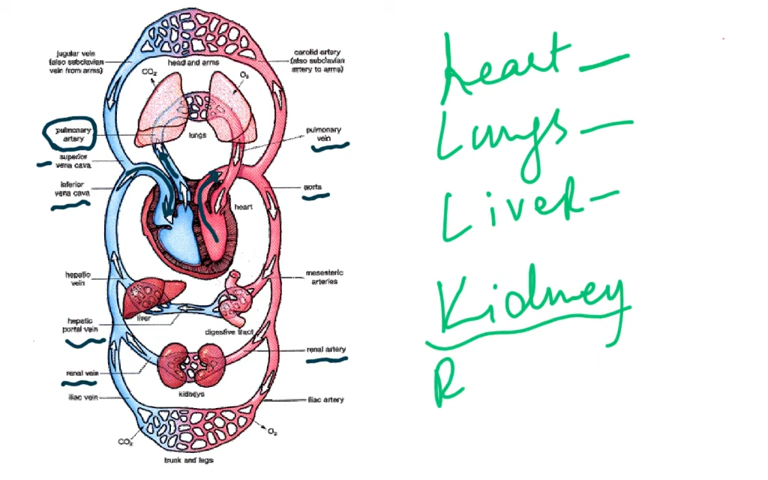 jugular vein
(also subclavian
vein from arms)
head and arms
carolid artery
(also subclavian
artery to arms)
CO₂
O₂
pulmonary
artery
lungs
pulmonary
vein
superior
vena cava
inferior
vena cava
aorta
heart
hepatic
vein
mesenteric
arteries
liver
hepatic
portal vein
digestive tract
renal artery
renal vein
kidneys
iliac vein
iliac artery
CO₂
O₂
trunk and legs
heart –
Lungs –
Liver –
Kidney
R